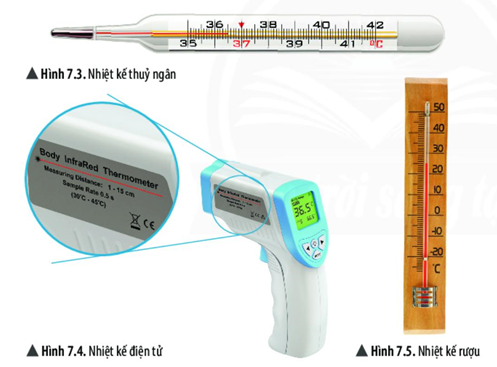 36 38 40 42
35 37 39 41 °C
▲ Hình 7.3. Nhiệt kế thuỷ ngân
Body InfraRed Thermometer
Measuring Distance: 1 - 15 cm
Sample Rate 0.5 s
(30°C - 45°C)
CE
36.5
▲ Hình 7.4. Nhiệt kế điện tử
50
40
30
20
10
0
-10
-20
°C
▲ Hình 7.5. Nhiệt kế rượu